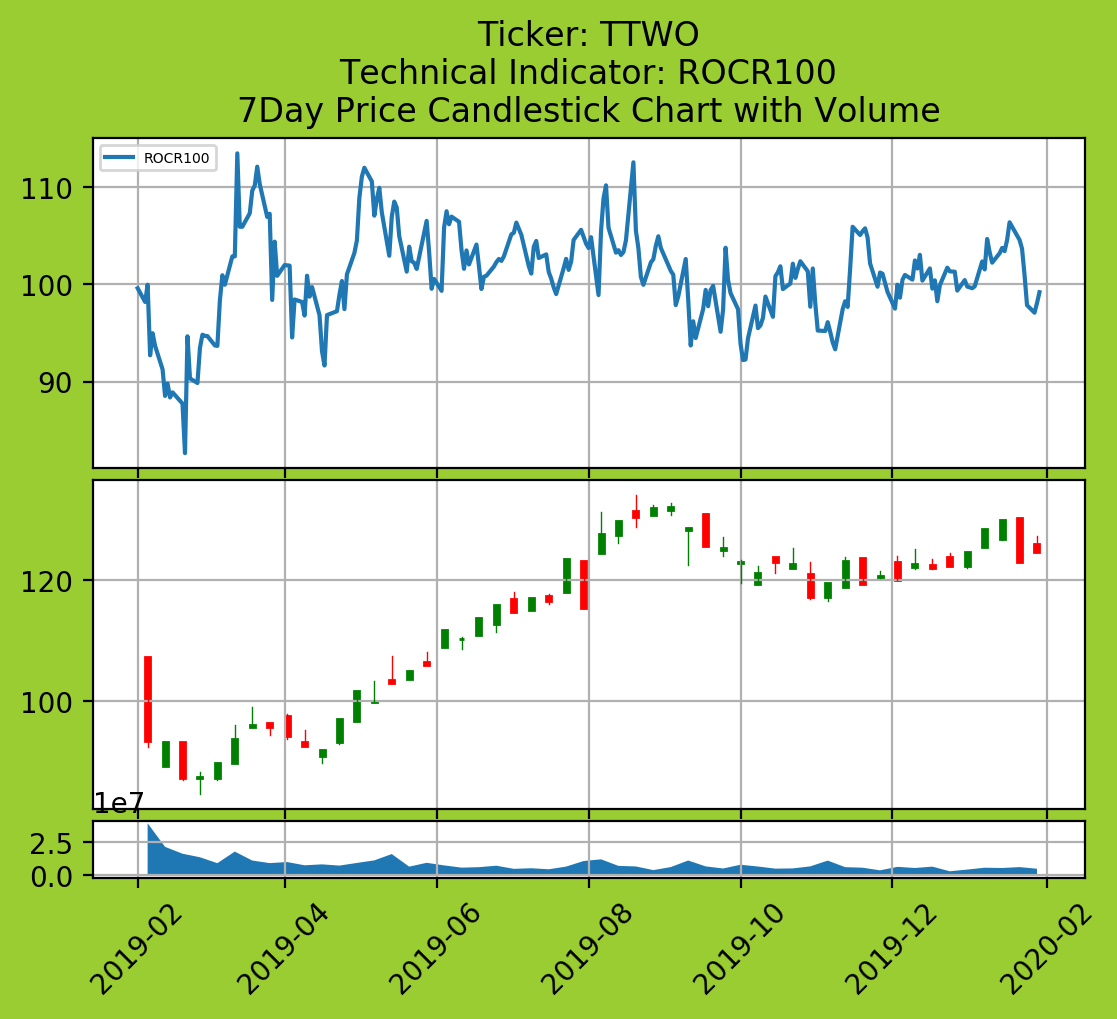 Ticker: TTWO
Technical Indicator: ROCR100
7Day Price Candlestick Chart with Volume
ROCR100
110
100
90
120
100
1e7
2.5
0.0
2019-02
2019-04
2019-06
2019-08
2019-10
2019-12
2020-02